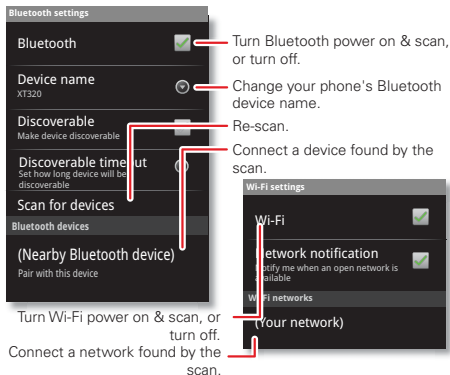 Bluetooth settings
Bluetooth
Device name
XT320
Discoverable
Make device discoverable
Discoverable timeout
Set how long device will be
discoverable
Scan for devices
Bluetooth devices
(Nearby Bluetooth device)
Pair with this device
Turn Bluetooth power on & scan,
or turn off.
Change your phone's Bluetooth
device name.
Re-scan.
Connect a device found by the
scan.
Wi-Fi settings
Wi-Fi
Network notification
Notify me when an open network is
available
Wi-Fi networks
(Your network)
Turn Wi-Fi power on & scan, or
turn off.
Connect a network found by the
scan.